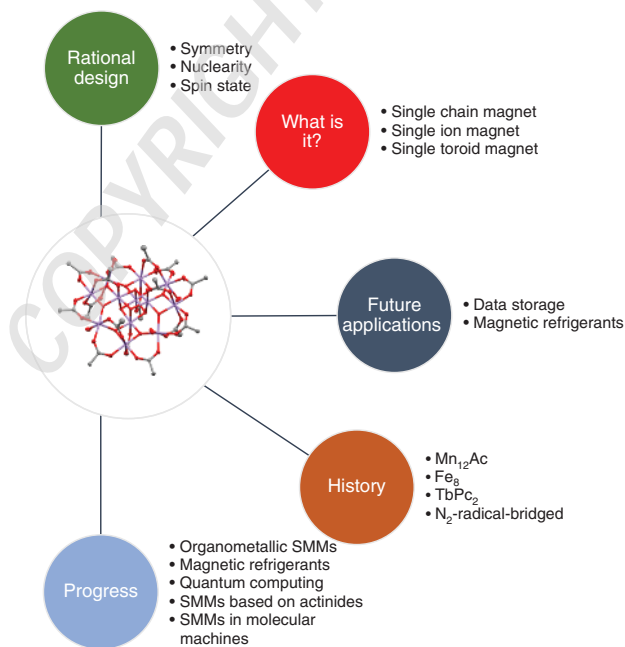 Rational
design
• Symmetry
• Nuclearity
• Spin state
What is
it?
• Single chain magnet
• Single ion magnet
• Single toroid magnet
Future
applications
• Data storage
• Magnetic refrigerants
History
• Mn₁₂Ac
• Fe₈
• TbPc₂
• N₂-radical-bridged
Progress
• Organometallic SMMs
• Magnetic refrigerants
• Quantum computing
• SMMs based on actinides
• SMMs in molecular
machines
COPYRIGHT